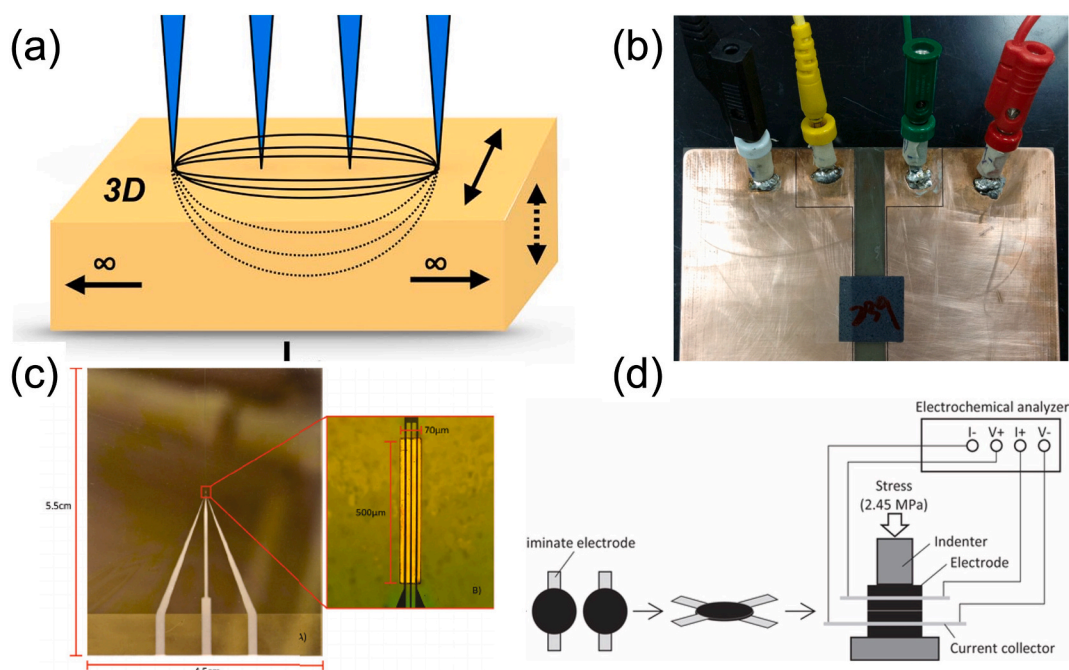 (a)
3D
∞
∞
(b)
(c)
5.5cm
70μm
500μm
B)
A)
(d)
Electrochemical analyzer
I- V+ I+ V-
Stress
(2.45 MPa)
Indenter
Electrode
iminate electrode
Current collector